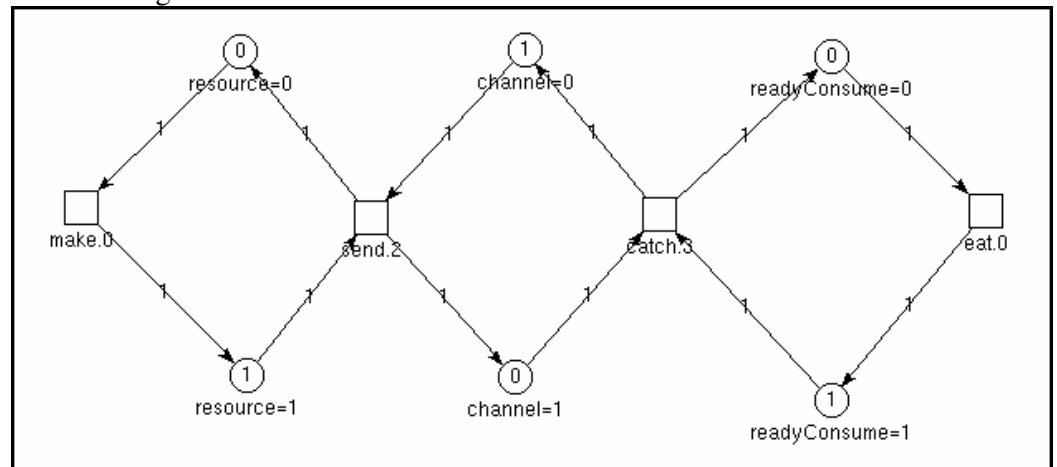 0
1
0
resource=0
channel=0
readyConsume=0
1
1
1
1
1
1
make.0
send.2
catch.3
eat.0
1
1
1
1
1
1
1
0
1
resource=1
channel=1
readyConsume=1